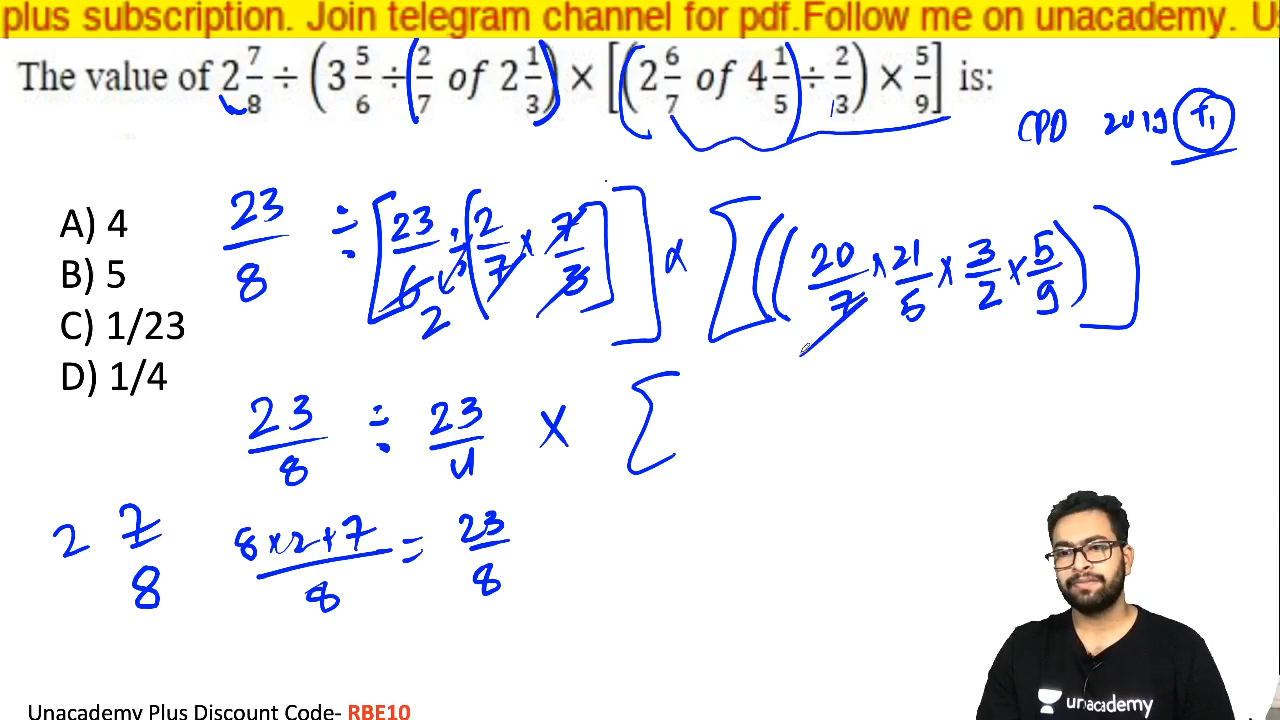 plus subscription. Join telegram channel for pdf.Follow me on unacademy. U
The value of 2 7/8 ÷ (3 5/6 ÷ 2/7 of 2 1/3) × [(2 6/7 of 4 1/5 ÷ 2/3) × 5/9] is:
CPO 2019 T1
A) 4
B) 5
C) 1/23
D) 1/4
23/8 ÷ [23/6 ÷ (2/7 × 7/3)] × [((20/7 × 21/5 × 3/2 × 5/9)]
2
23/8 ÷ 23/4 × [
2 7/8 8×2+7/8 = 23/8
unacademy
Unacademy Plus Discount Code- RBE10